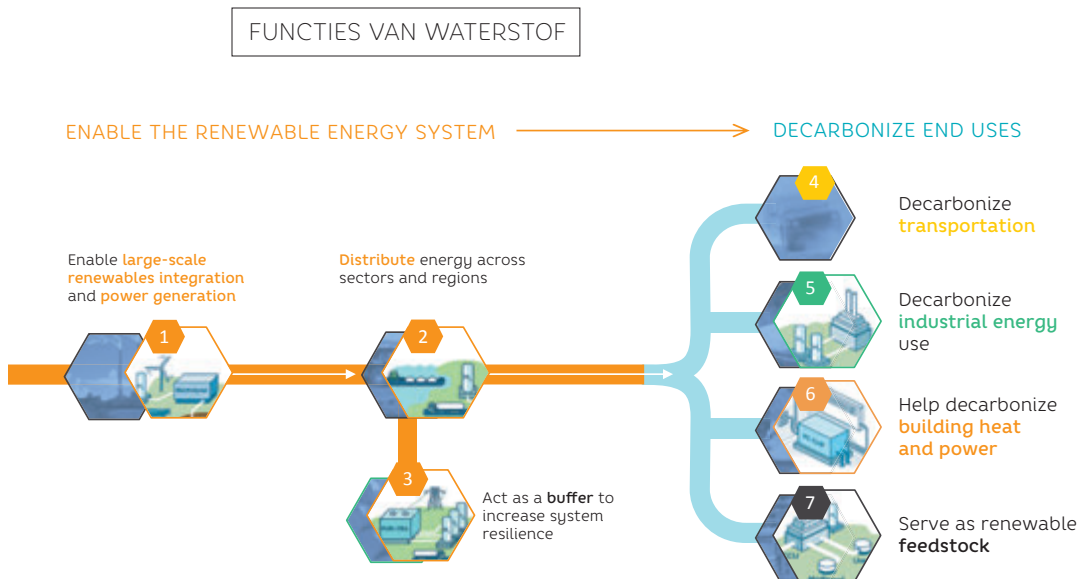 FUNCTIES VAN WATERSTOF
ENABLE THE RENEWABLE ENERGY SYSTEM
DECARBONIZE END USES
Enable large-scale
renewables integration
and power generation
1
Distribute energy across
sectors and regions
2
3
Act as a buffer to
increase system
resilience
4
Decarbonize
transportation
5
Decarbonize
industrial energy
use
6
Help decarbonize
building heat
and power
7
Serve as renewable
feedstock